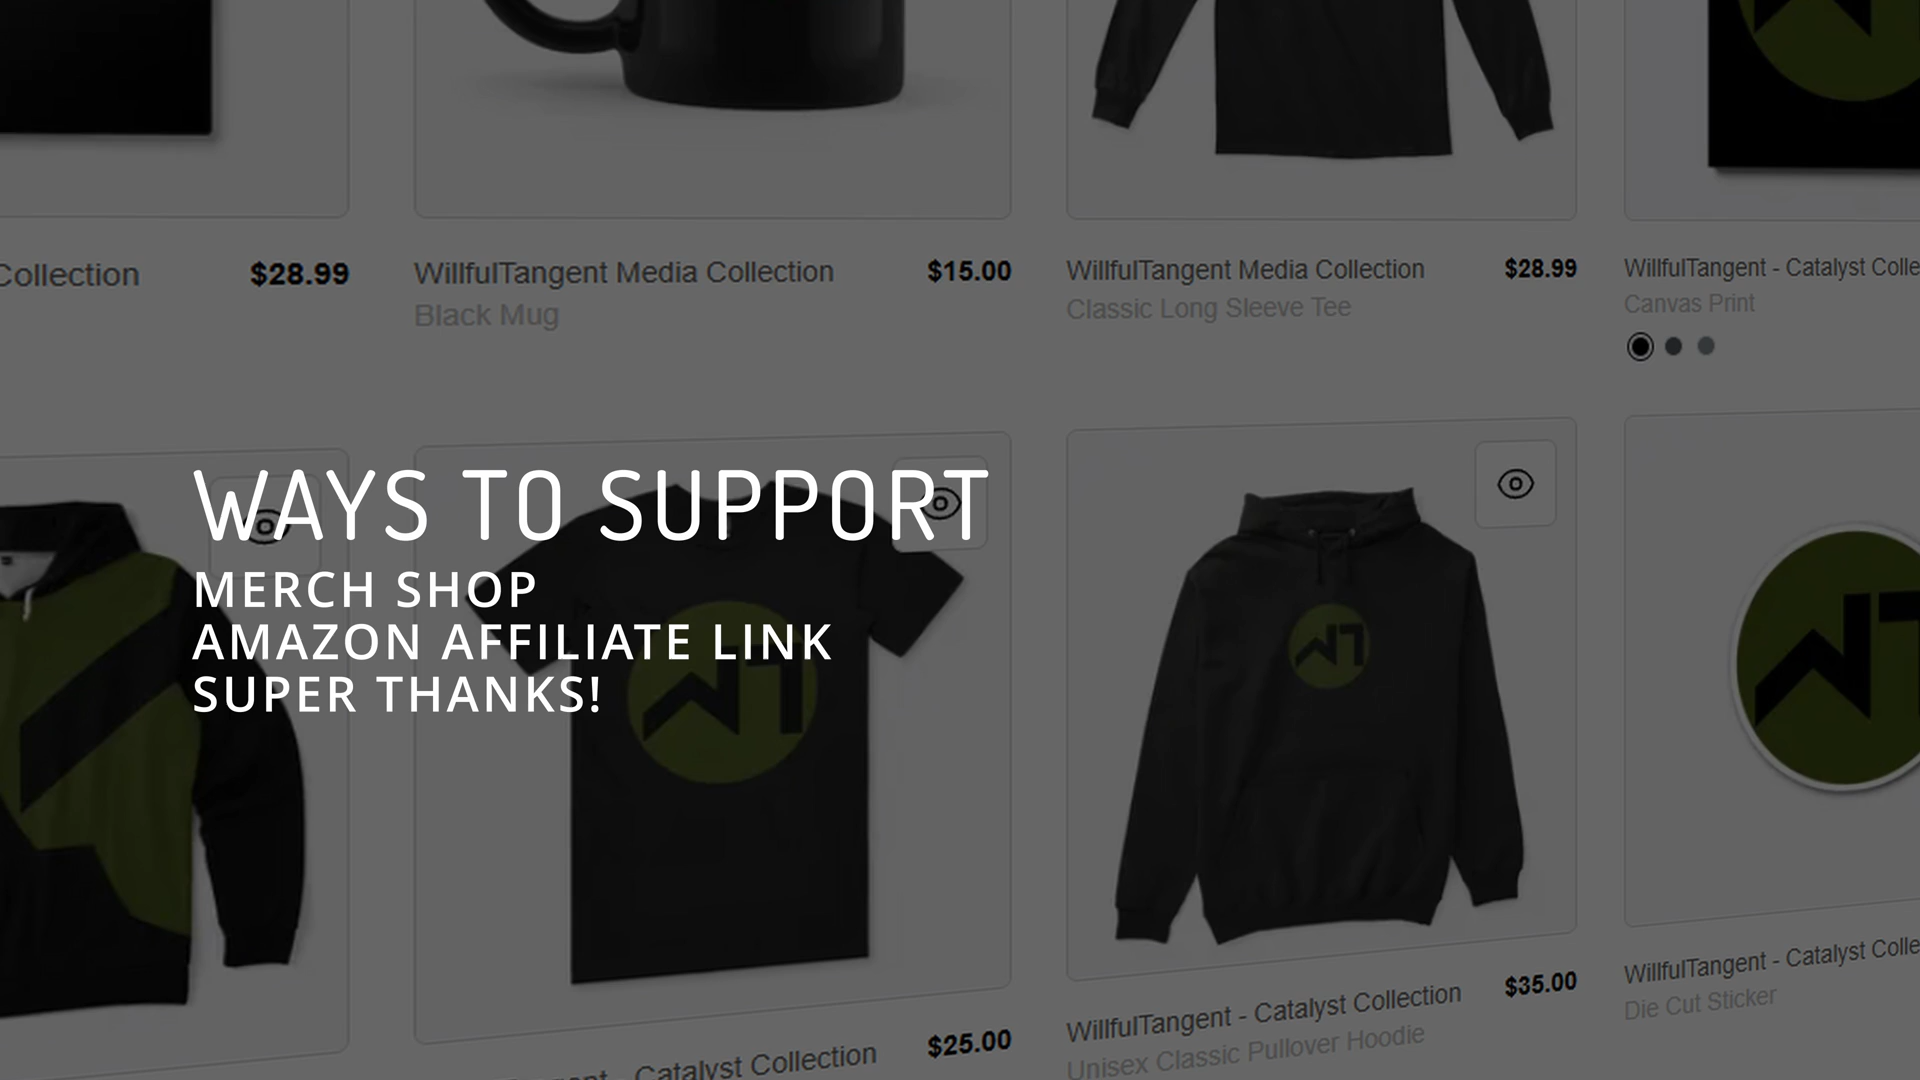 Collection $28.99
WillfulTangent Media Collection $15.00
Black Mug
WillfulTangent Media Collection $28.99
Classic Long Sleeve Tee
WillfulTangent - Catalyst
Canvas Print
WAYS TO SUPPORT
MERCH SHOP
AMAZON AFFILIATE LINK
SUPER THANKS!
WT
WT
- Catalyst Collection $25.00
WillfulTangent - Catalyst Collection $35.00
Unisex Classic Pullover Hoodie
WillfulTangent - Catalyst
Die Cut Sticker